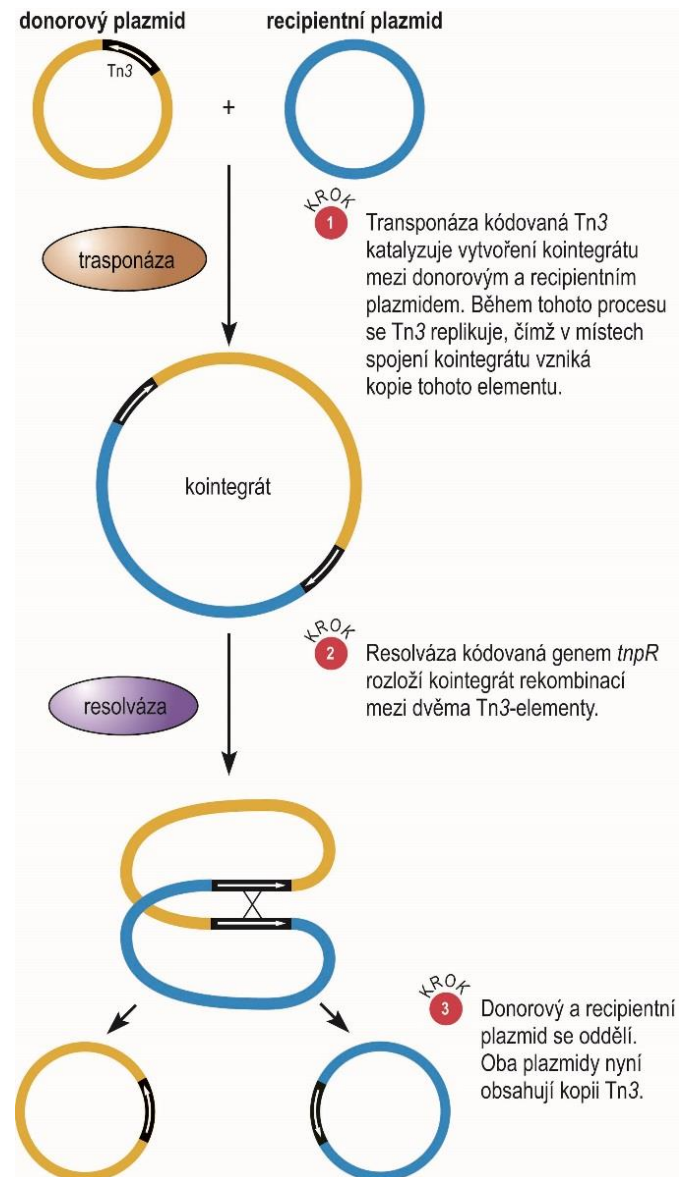 donorový plazmid
recipientní plazmid
Tn3
+
KROK
1
Transponáza kódovaná Tn3
katalyzuje vytvoření kointegrátu
mezi donorovým a recipientním
plazmidem. Během tohoto procesu
se Tn3 replikuje, čímž v místech
spojení kointegrátu vzniká
kopie tohoto elementu.
trasponáza
kointegrát
KROK
2
Resolváza kódovaná genem tnpR
rozloží kointegrát rekombinací
mezi dvěma Tn3-elementy.
resolváza
KROK
3
Donorový a recipientní
plazmid se oddělí.
Oba plazmidy nyní
obsahují kopii Tn3.